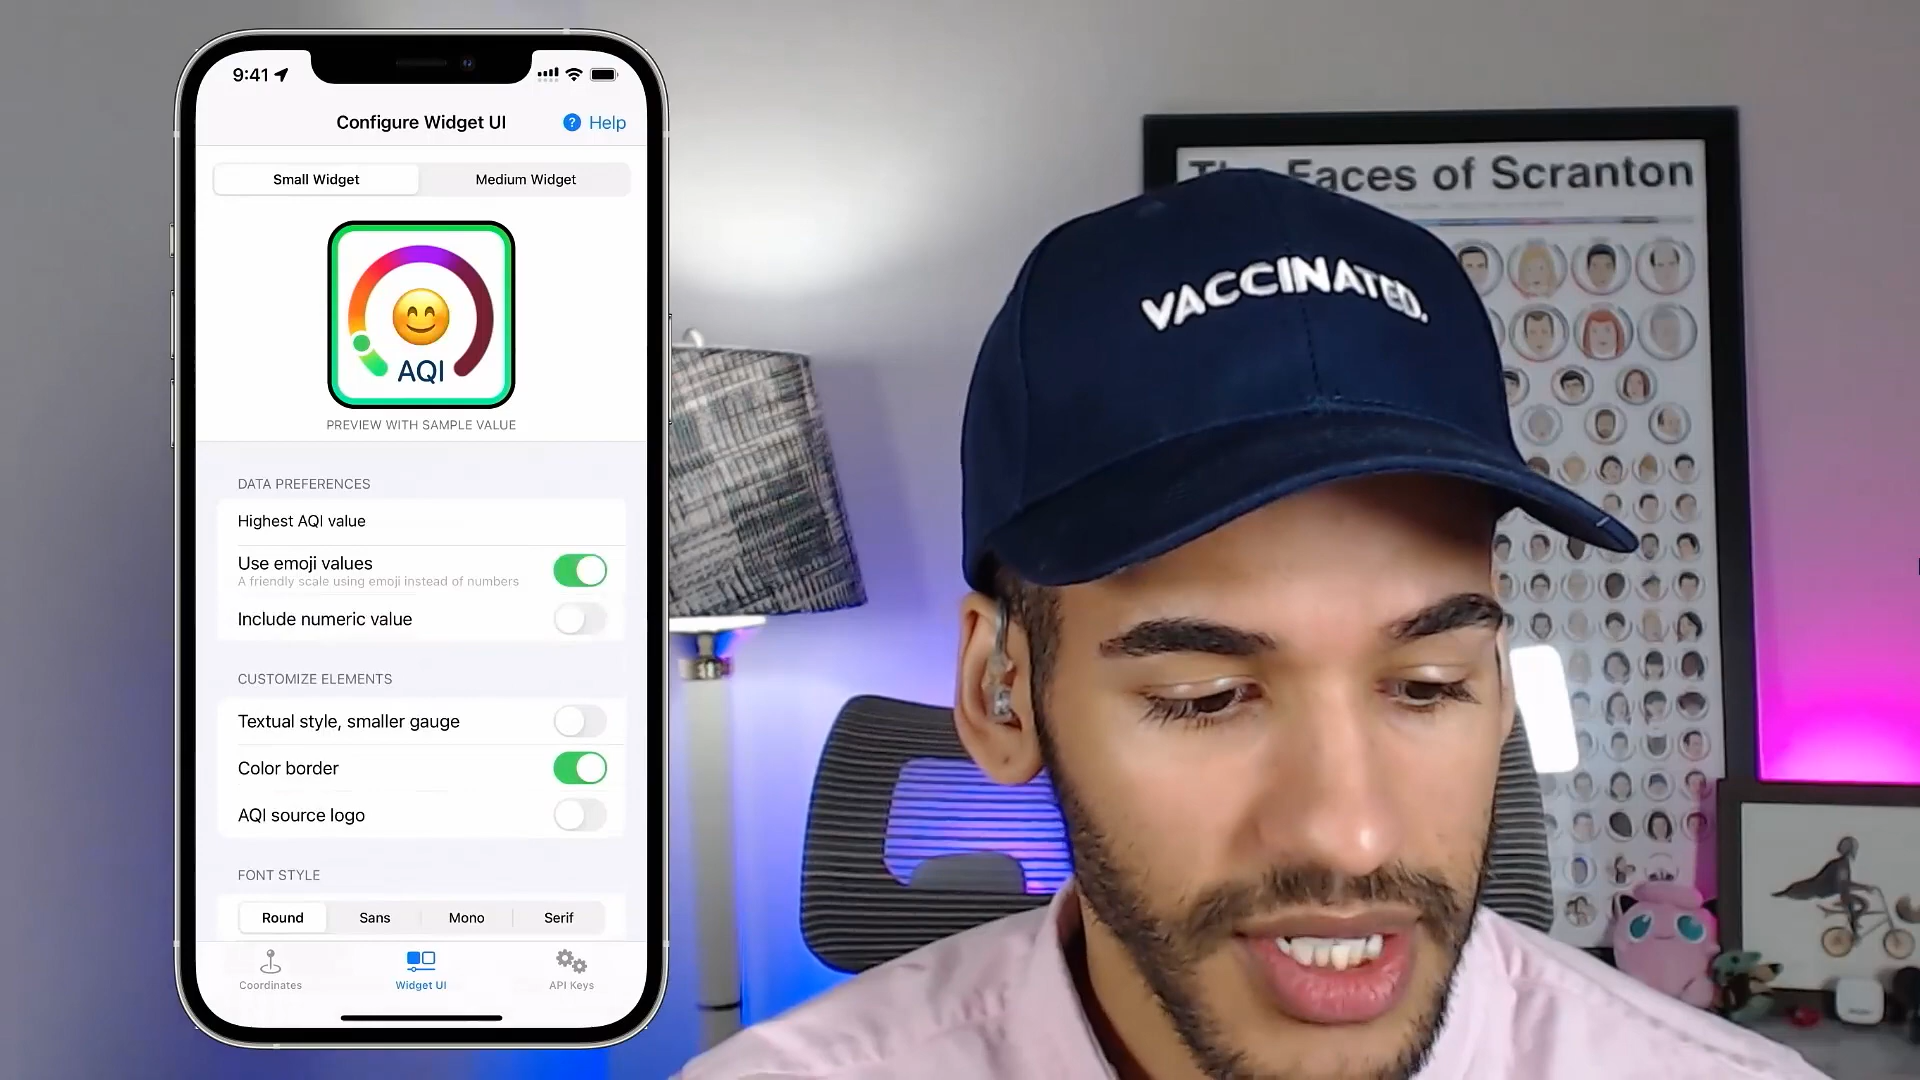 9:41
Configure Widget UI
? Help
Small Widget
Medium Widget
AQI
PREVIEW WITH SAMPLE VALUE
DATA PREFERENCES
Highest AQI value
Use emoji values
A friendly scale using emoji instead of numbers
Include numeric value
CUSTOMIZE ELEMENTS
Textual style, smaller gauge
Color border
AQI source logo
FONT STYLE
Round
Sans
Mono
Serif
Coordinates
Widget UI
API Keys
The Faces of Scranton
VACCINATED.